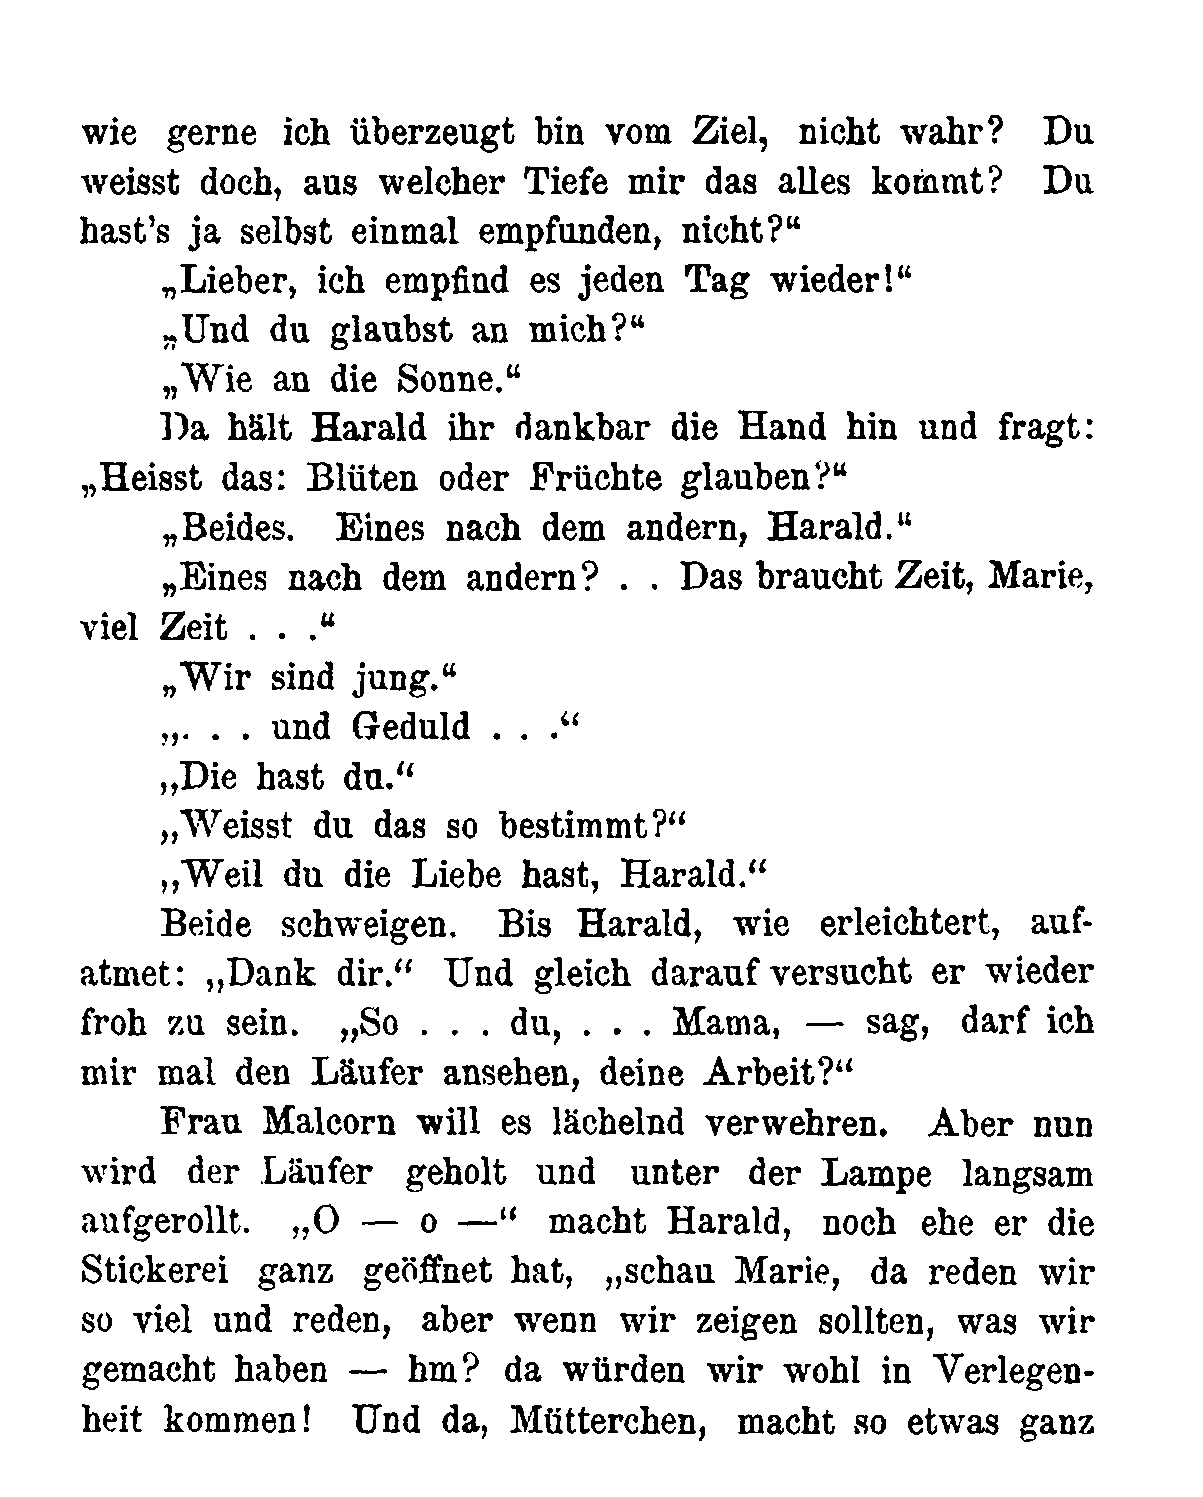 wie gerne ich überzeugt bin vom Ziel, nicht wahr? Du
weisst doch, aus welcher Tiefe mir das alles kommt? Du
hast's ja selbst einmal empfunden, nicht?“
„Lieber, ich empfind es jeden Tag wieder!“
„Und du glaubst an mich?“
„Wie an die Sonne.“
Da hält Harald ihr dankbar die Hand hin und fragt:
„Heisst das: Blüten oder Früchte glauben?“
„Beides. Eines nach dem andern, Harald.“
„Eines nach dem andern? . . Das braucht Zeit, Marie,
viel Zeit . . .“
„Wir sind jung.“
„. . . und Geduld . . .“
„Die hast du.“
„Weisst du das so bestimmt?“
„Weil du die Liebe hast, Harald.“
Beide schweigen. Bis Harald, wie erleichtert, auf-
atmet: „Dank dir.“ Und gleich darauf versucht er wieder
froh zu sein. „So . . . du, . . . Mama, — sag, darf ich
mir mal den Läufer ansehen, deine Arbeit?“
Frau Malcorn will es lächelnd verwehren. Aber nun
wird der Läufer geholt und unter der Lampe langsam
aufgerollt. „O — o —“ macht Harald, noch ehe er die
Stickerei ganz geöffnet hat, „schau Marie, da reden wir
so viel und reden, aber wenn wir zeigen sollten, was wir
gemacht haben — hm? da würden wir wohl in Verlegen-
heit kommen! Und da, Mütterchen, macht so etwas ganz